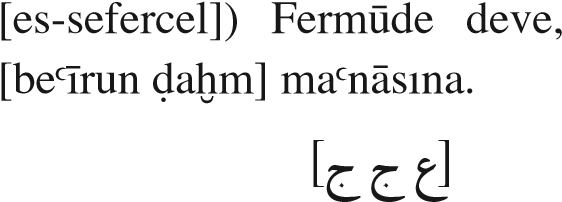 [es-sefercel]) Fermūde deve,
[beʿīrun ḍaḫm] maʿnāsına.
[ع ج ج]